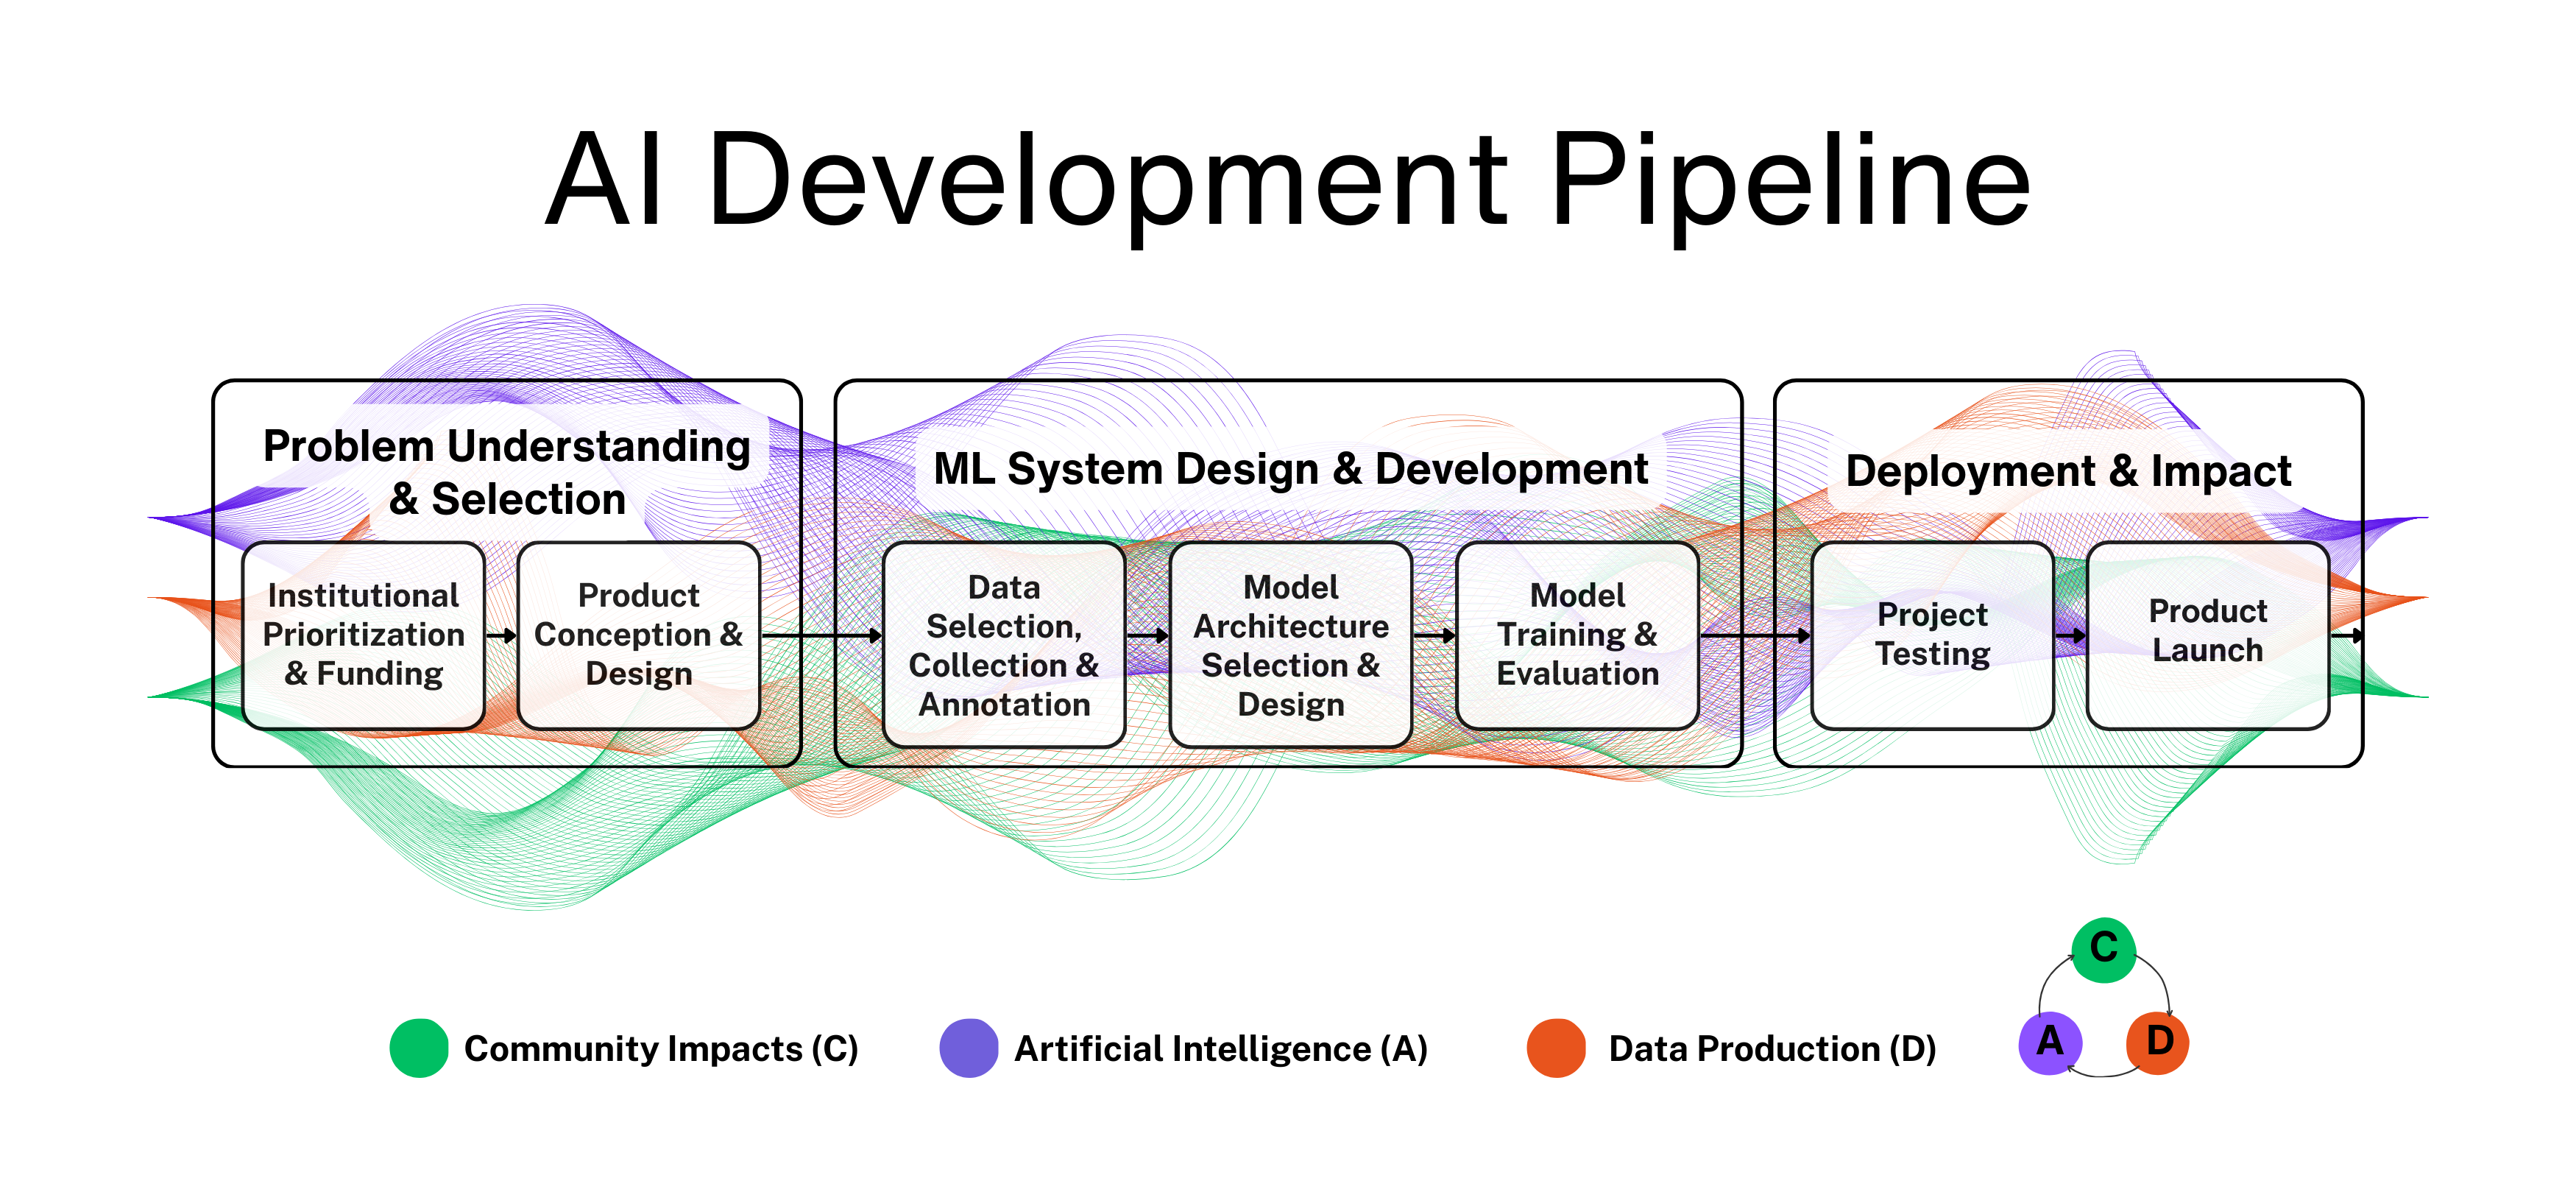 AI Development Pipeline
Problem Understanding
& Selection
Institutional
Prioritization
& Funding
Product
Conception &
Design
ML System Design & Development
Data
Selection,
Collection &
Annotation
Model
Architecture
Selection &
Design
Model
Training &
Evaluation
Deployment & Impact
Project
Testing
Product
Launch
Community Impacts (C)
Artificial Intelligence (A)
Data Production (D)
C
A
D